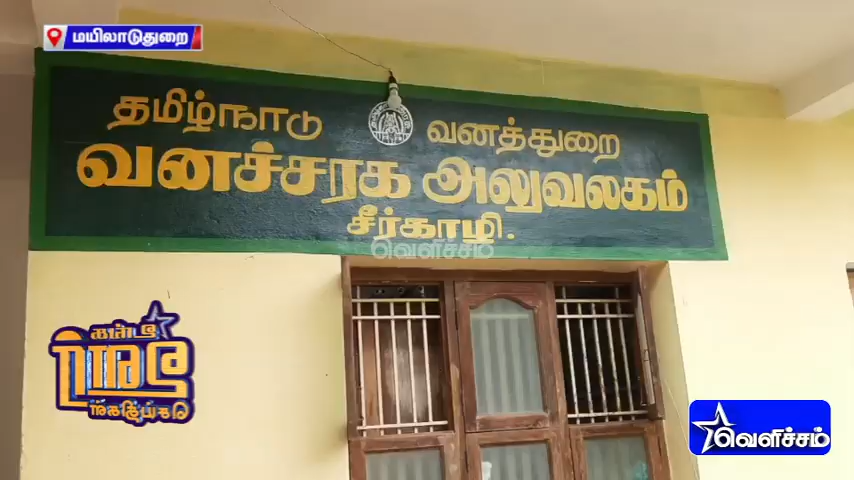 மயிலாடுதுறை
தமிழ்நாடு வனத்துறை
வனச்சரக அலுவலகம்
சீர்காழி.
வெளிச்சம்
வெளிச்சம்